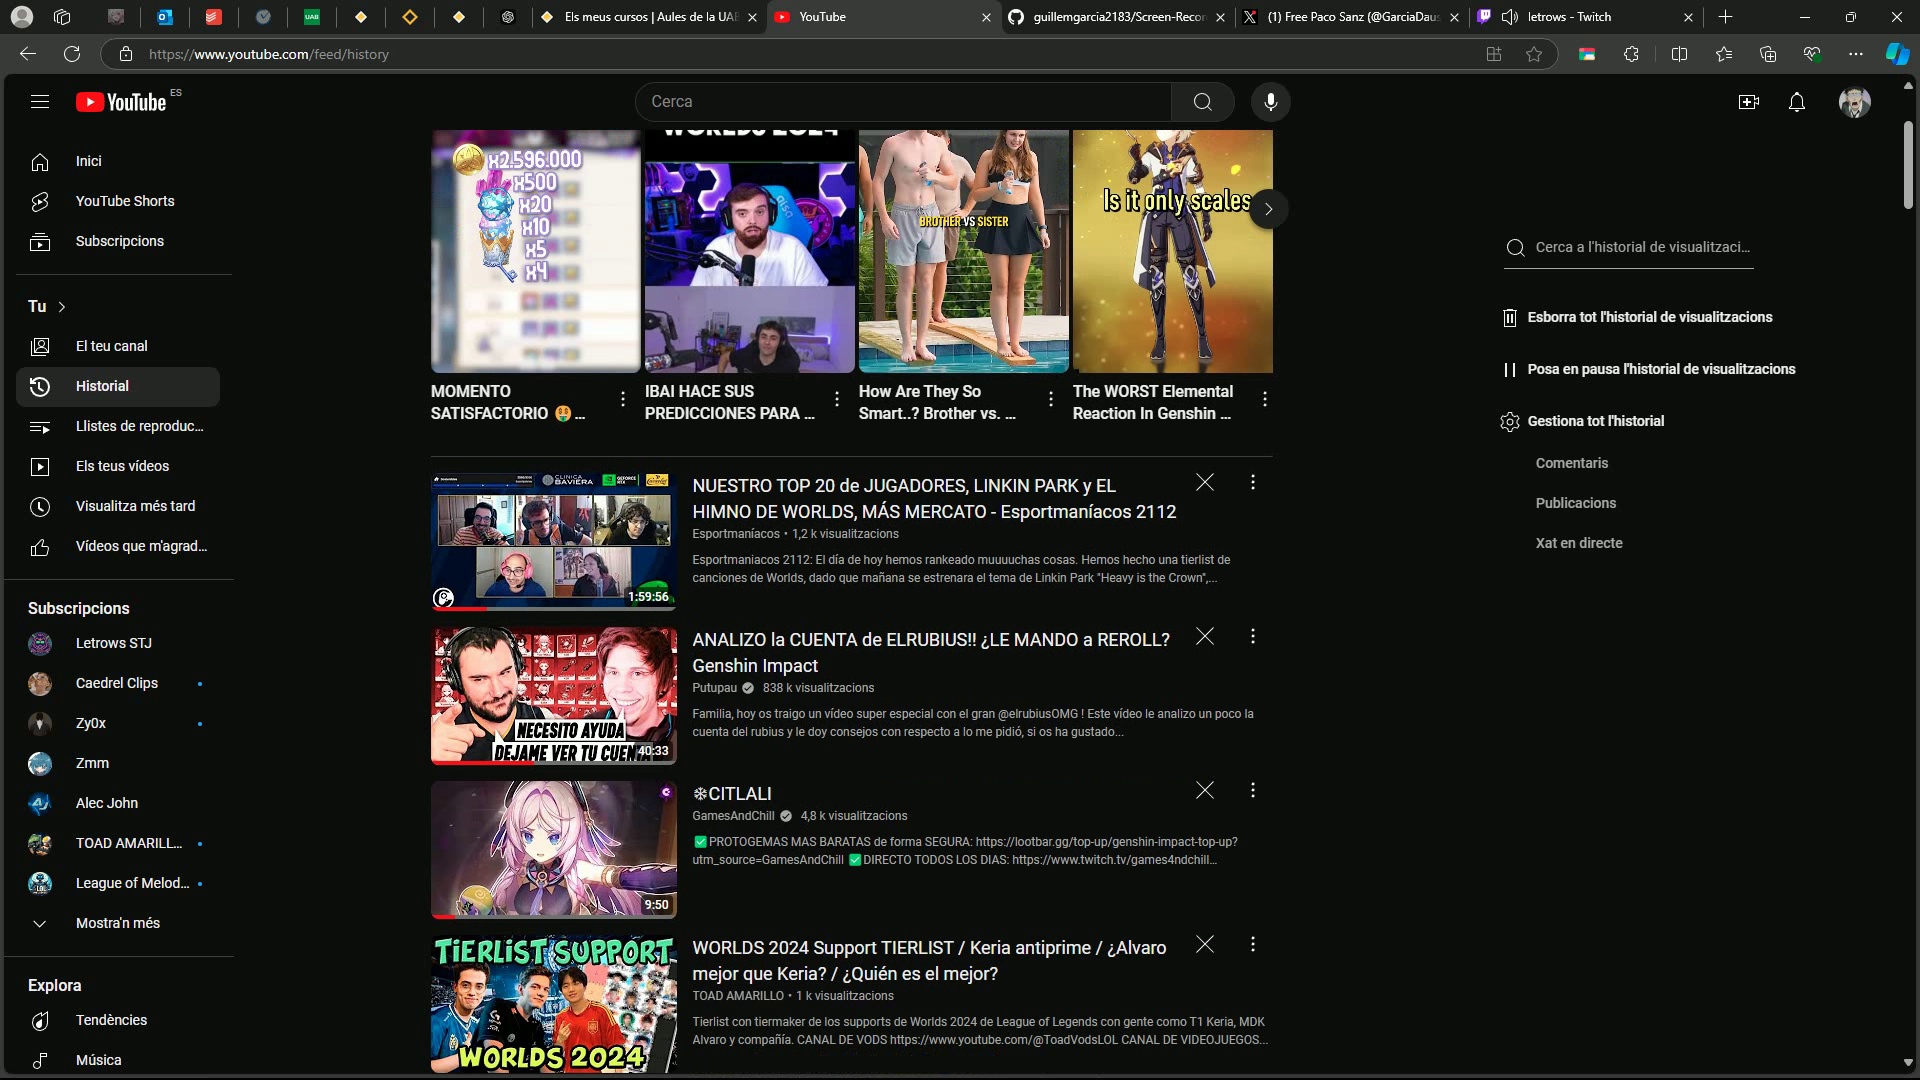 UAB
Els meus cursos | Aules de la UAB
YouTube
guillemgarcia2183/Screen-Recor
(1) Free Paco Sanz (@GarciaDaus
letrows - Twitch
https://www.youtube.com/feed/history
YouTube ES
Cerca
Inici
YouTube Shorts
Subscripcions
Tu
El teu canal
Historial
Llistes de reproduc...
Els teus vídeos
Visualitza més tard
Vídeos que m'agrad...
Subscripcions
Letrows STJ
Caedrel Clips
Zy0x
Zmm
Alec John
TOAD AMARILL...
League of Melod...
Mostra'n més
Explora
Tendències
Música
x2.596.000
x500
x20
x10
x5
x4
WORLDS 2024
BROTHER VS SISTER
Is it only scales
MOMENTO
SATISFACTORIO 🤑 ...
IBAI HACE SUS
PREDICCIONES PARA ...
How Are They So
Smart..? Brother vs. ...
The WORST Elemental
Reaction In Genshin ...
CLINICA
BAVIERA
1:59:56
NUESTRO TOP 20 de JUGADORES, LINKIN PARK y EL
HIMNO DE WORLDS, MÁS MERCATO - Esportmaníacos 2112
Esportmaníacos • 1,2 k visualitzacions
Esportmaniacos 2112: El día de hoy hemos rankeado muuuuchas cosas. Hemos hecho una tierlist de
canciones de Worlds, dado que mañana se estrenara el tema de Linkin Park "Heavy is the Crown",...
NECESITO AYUDA
DEJAME VER TU CUENTA
40:33
ANALIZO la CUENTA de ELRUBIUS!! ¿LE MANDO a REROLL?
Genshin Impact
Putupau 838 k visualitzacions
Familia, hoy os traigo un vídeo super especial con el gran @elrubiusOMG ! Este vídeo le analizo un poco la
cuenta del rubius y le doy consejos con respecto a lo me pidió, si os ha gustado...
9:50
❄CITLALI
GamesAndChill 4,8 k visualitzacions
✅PROTOGEMAS MAS BARATAS de forma SEGURA: https://lootbar.gg/top-up/genshin-impact-top-up?
utm_source=GamesAndChill ✅DIRECTO TODOS LOS DIAS: https://www.twitch.tv/games4ndchill...
TIERLIST SUPPORT
WORLDS 2024
WORLDS 2024 Support TIERLIST / Keria antiprime / ¿Alvaro
mejor que Keria? / ¿Quién es el mejor?
TOAD AMARILLO • 1 k visualitzacions
Tierlist con tiermaker de los supports de Worlds 2024 de League of Legends con gente como T1 Keria, MDK
Alvaro y compañía. CANAL DE VODS https://www.youtube.com/@ToadVodsLOL CANAL DE VIDEOJUEGOS...
Cerca a l'historial de visualitzaci...
Esborra tot l'historial de visualitzacions
Posa en pausa l'historial de visualitzacions
Gestiona tot l'historial
Comentaris
Publicacions
Xat en directe